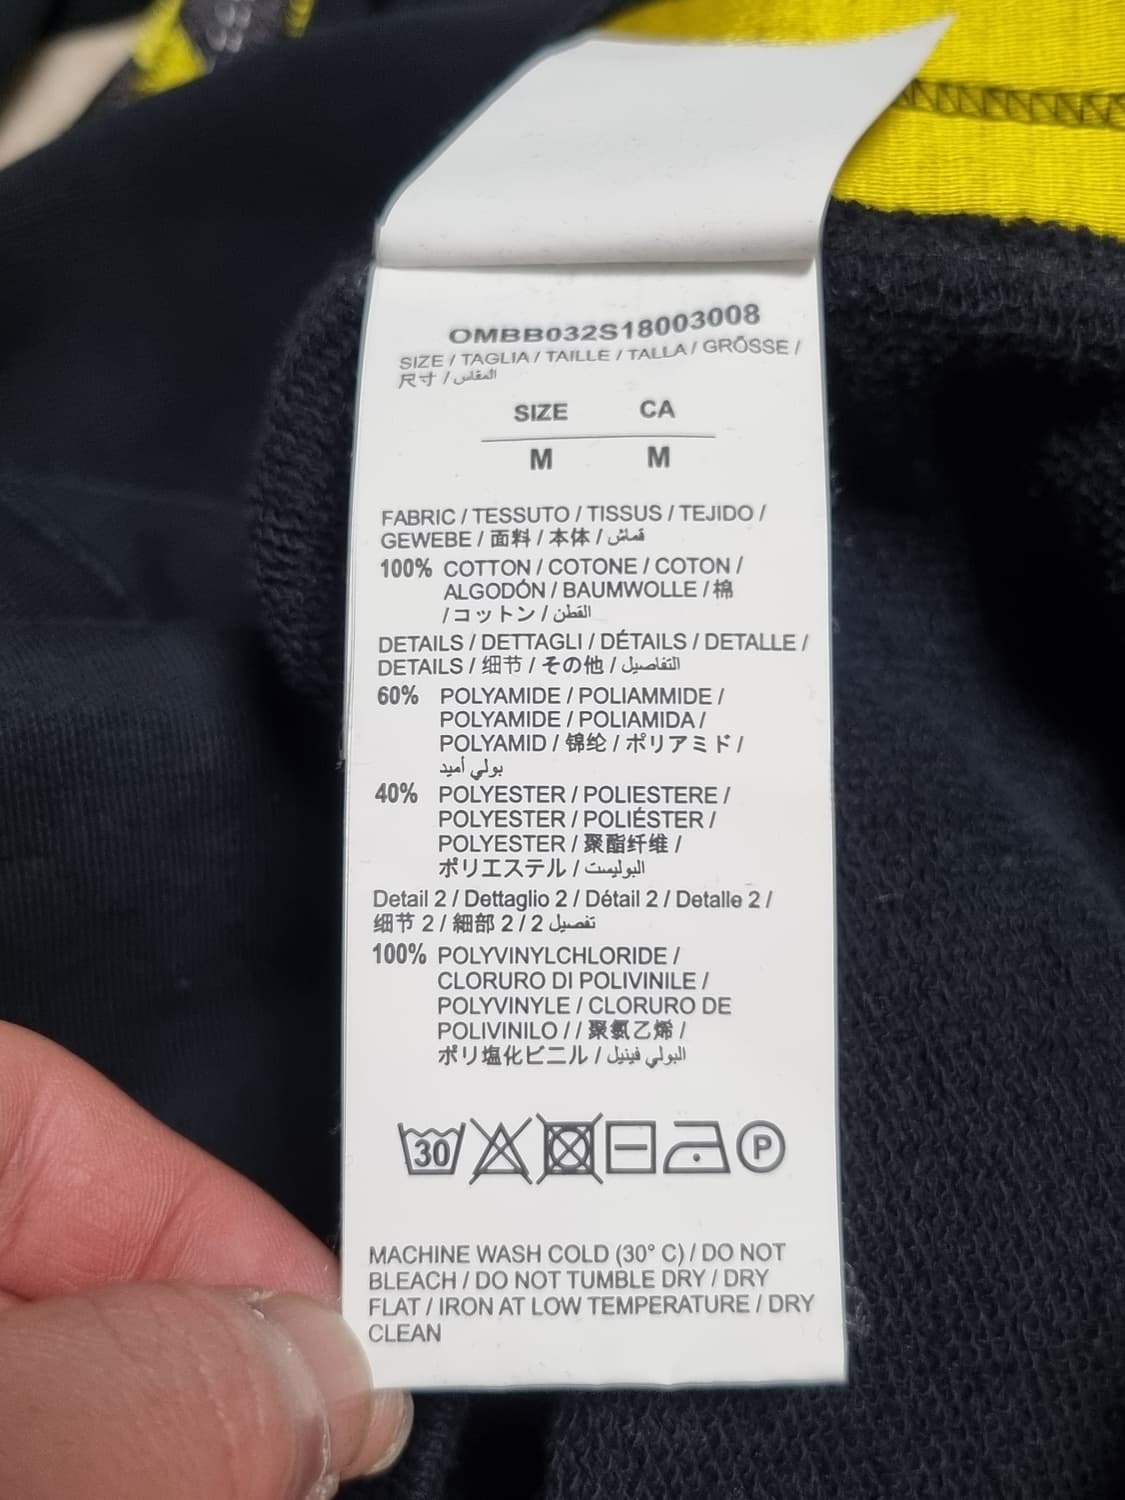 OMBB032S18003008
SIZE / TAGLIA / TAILLE / TALLA / GRÖSSE /
尺寸 / المقاس
SIZE CA
M M
FABRIC / TESSUTO / TISSUS / TEJIDO /
GEWEBE / 面料 / 本体 / قماش
100% COTTON / COTONE / COTON /
ALGODÓN / BAUMWOLLE / 棉
/ コットン / القطن
DETAILS / DETTAGLI / DÉTAILS / DETALLE /
DETAILS / 细节 / その他 / التفاصيل
60% POLYAMIDE / POLIAMMIDE /
POLYAMIDE / POLIAMIDA /
POLYAMID / 锦纶 / ポリアミド /
بولي أميد
40% POLYESTER / POLIESTERE /
POLYESTER / POLIÉSTER /
POLYESTER / 聚酯纤维 /
ポリエステル / البوليست
Detail 2 / Dettaglio 2 / Détail 2 / Detalle 2 /
细节 2 / 細部 2 / 2 تفصيل
100% POLYVINYLCHLORIDE /
CLORURO DI POLIVINILE /
POLYVINYLE / CLORURO DE
POLIVINILO / / 聚氯乙烯 /
ポリ塩化ビニル / البولي فينيل
30 P
MACHINE WASH COLD (30° C) / DO NOT
BLEACH / DO NOT TUMBLE DRY / DRY
FLAT / IRON AT LOW TEMPERATURE / DRY
CLEAN